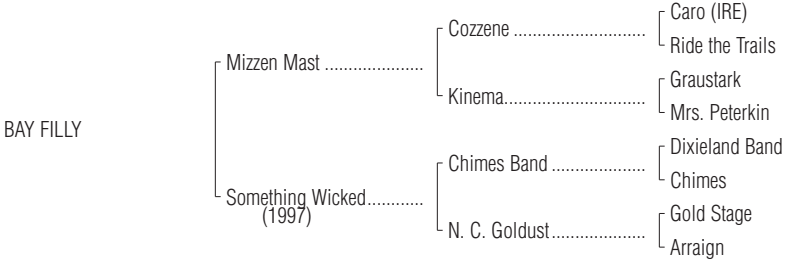 Caro (IRE)
Cozzene ..........................
Ride the Trails
Mizzen Mast ....................
Graustark
Kinema.............................
Mrs. Peterkin
BAY FILLY
Dixieland Band
Chimes Band ..................
Chimes
Something Wicked............
(1997)
Gold Stage
N. C. Goldust...................
Arraign